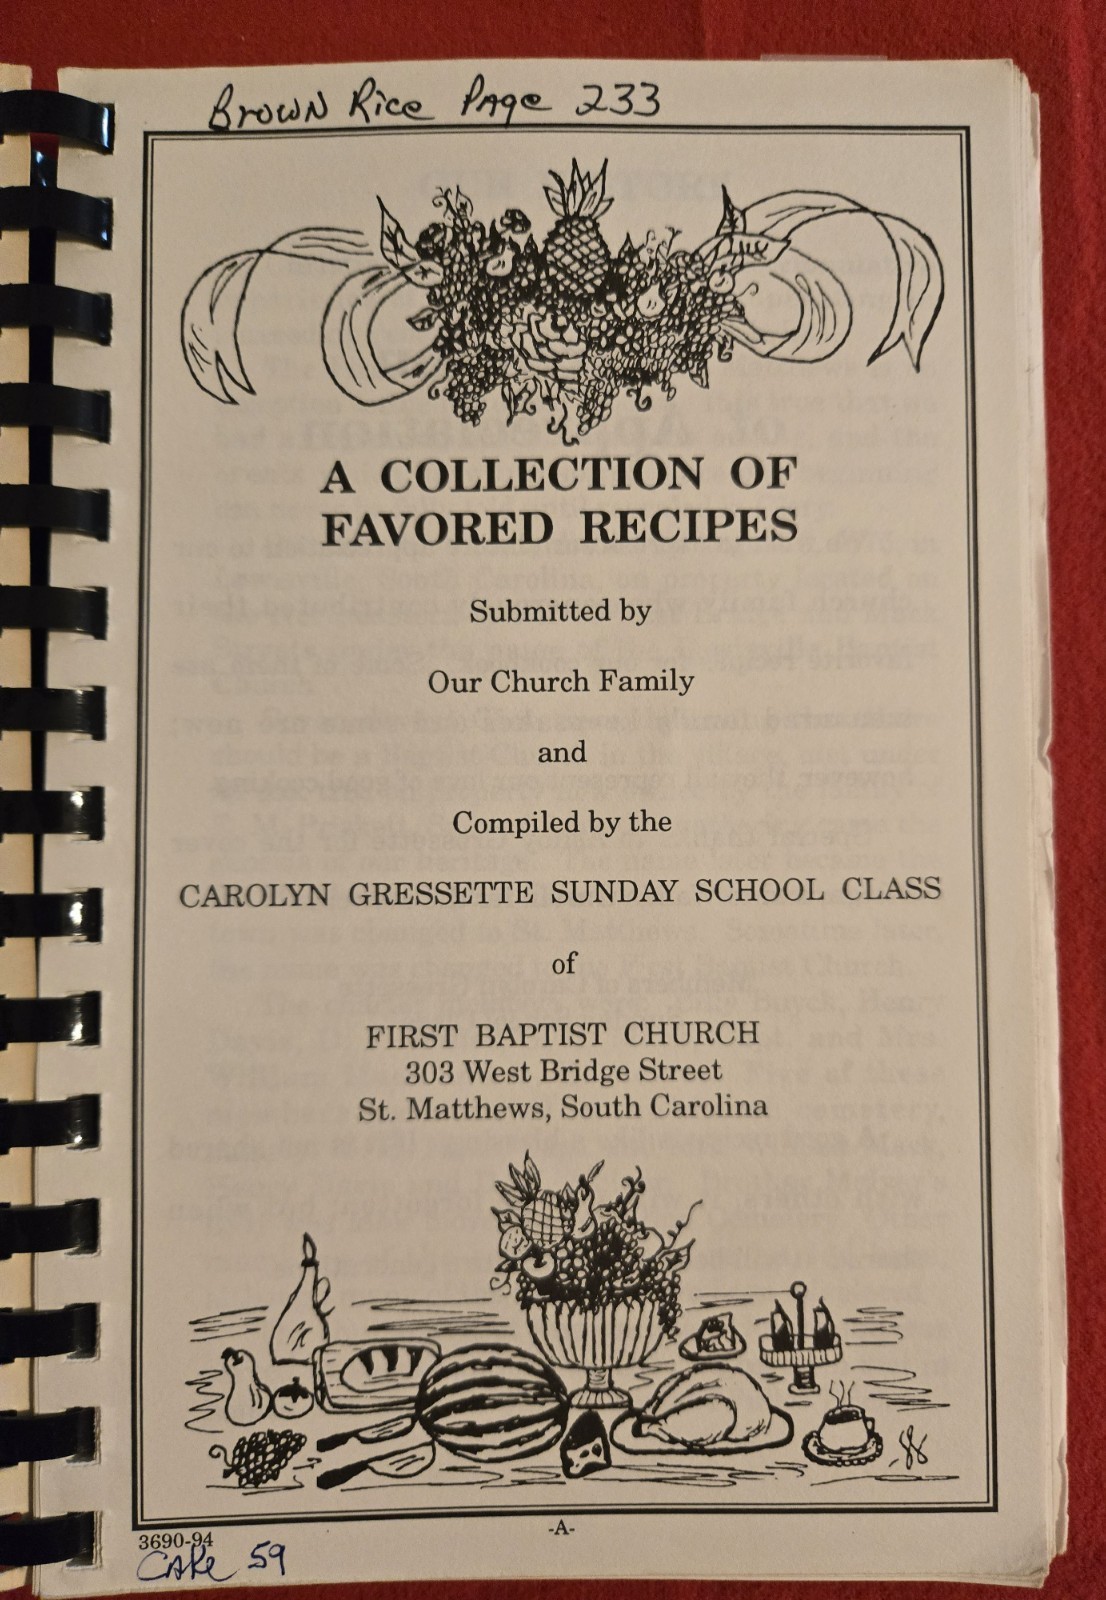 Brown Rice Page 233
A COLLECTION OF
FAVORED RECIPES
Submitted by
Our Church Family
and
Compiled by the
CAROLYN GRESSETTE SUNDAY SCHOOL CLASS
of
FIRST BAPTIST CHURCH
303 West Bridge Street
St. Matthews, South Carolina
3690-94
-A-
CAKe 59